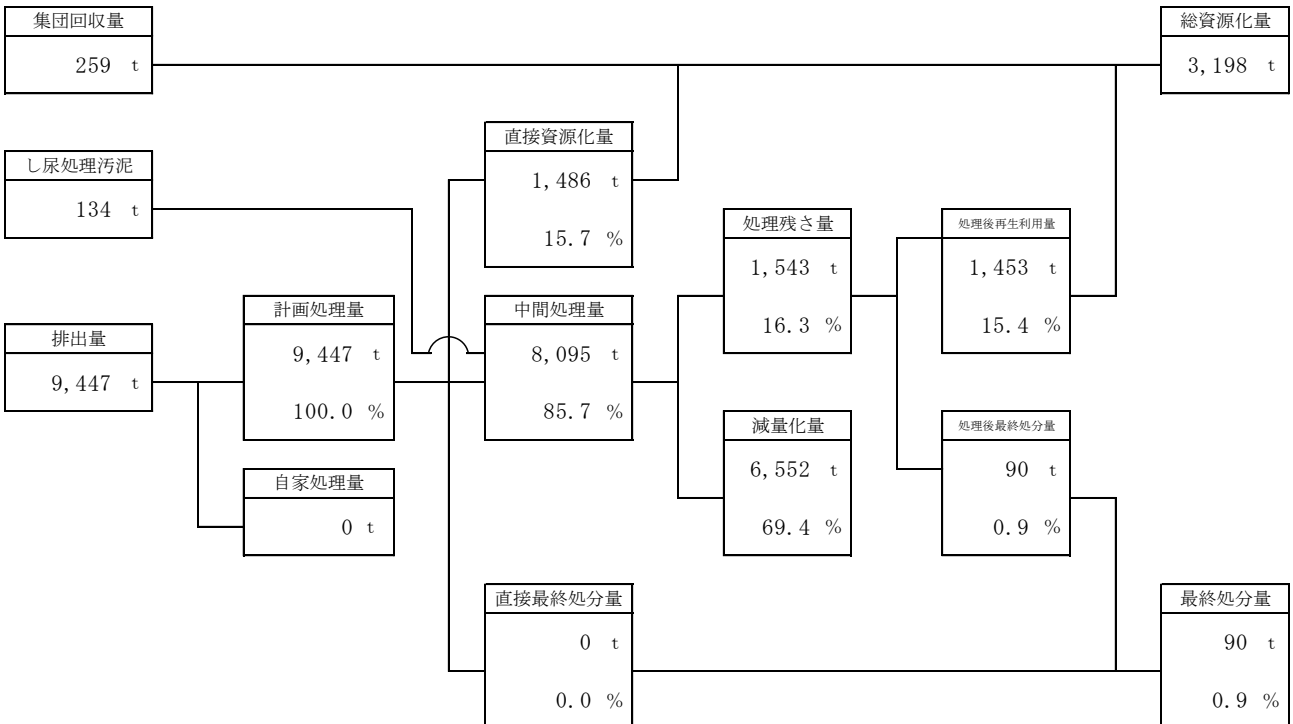 集団回収量
259 t
総資源化量
3,198 t
直接資源化量
1,486 t
15.7 %
し尿処理汚泥
134 t
処理残さ量
1,543 t
16.3 %
処理後再生利用量
1,453 t
15.4 %
計画処理量
9,447 t
100.0 %
中間処理量
8,095 t
85.7 %
排出量
9,447 t
減量化量
6,552 t
69.4 %
処理後最終処分量
90 t
0.9 %
自家処理量
0 t
直接最終処分量
0 t
0.0 %
最終処分量
90 t
0.9 %